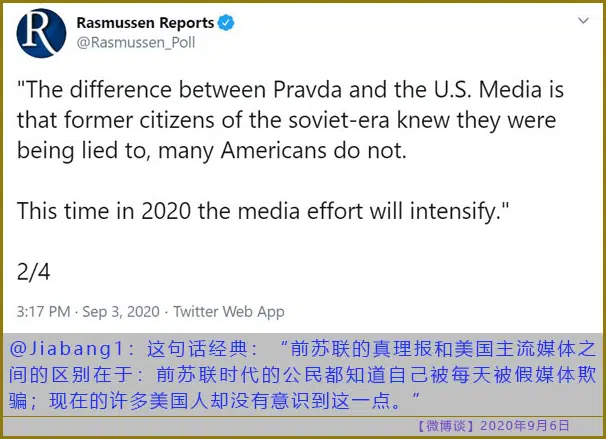 Rasmussen Reports
@Rasmussen_Poll
"The difference between Pravda and the U.S. Media is
that former citizens of the soviet-era knew they were
being lied to, many Americans do not.
This time in 2020 the media effort will intensify."
2/4
3:17 PM · Sep 3, 2020 · Twitter Web App
@Jiabang1：这句话经典：“前苏联的真理报和美国主流媒体之
间的区别在于：前苏联时代的公民都知道自己被每天被假媒体欺
骗；现在的许多美国人却没有意识到这一点。”
【微博谈】2020年9月6日